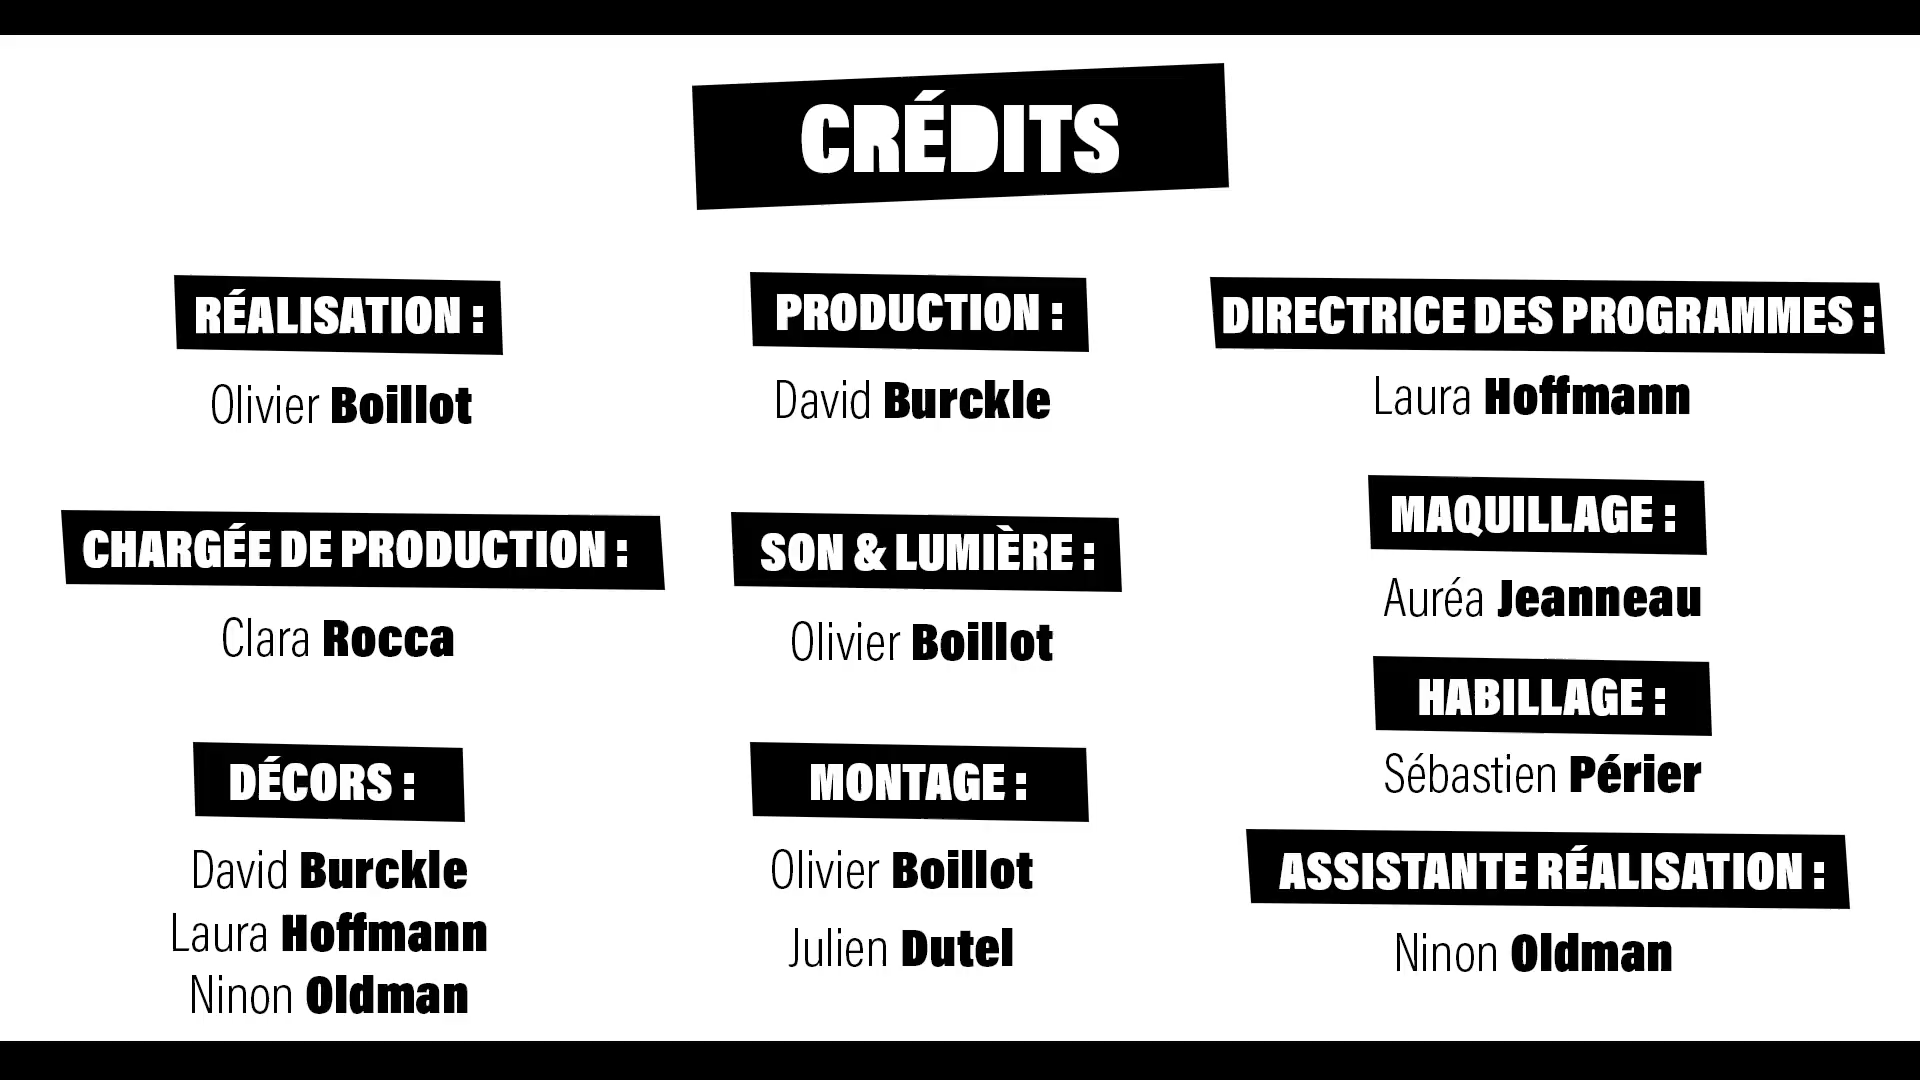 CRÉDITS
RÉALISATION :
Olivier Boillot
PRODUCTION :
David Burckle
DIRECTRICE DES PROGRAMMES :
Laura Hoffmann
CHARGÉE DE PRODUCTION :
Clara Rocca
SON & LUMIÈRE :
Olivier Boillot
MAQUILLAGE :
Auréa Jeanneau
HABILLAGE :
Sébastien Périer
DÉCORS :
David Burckle
Laura Hoffmann
Ninon Oldman
MONTAGE :
Olivier Boillot
Julien Dutel
ASSISTANTE RÉALISATION :
Ninon Oldman